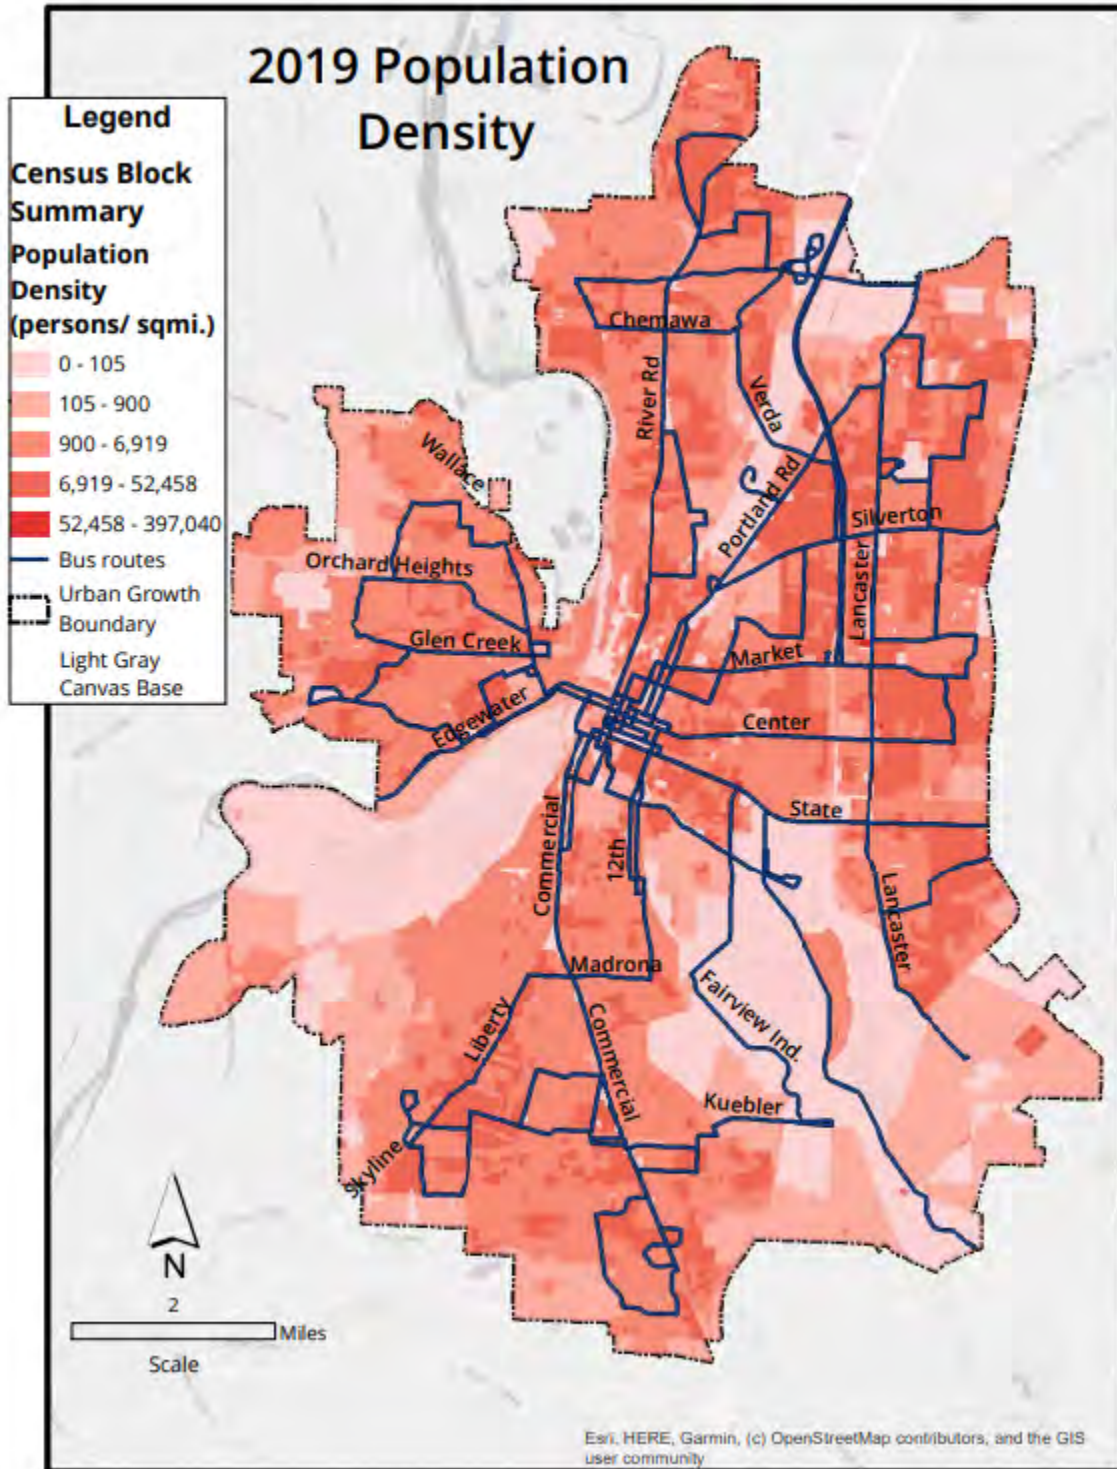 2019 Population
Density
Legend
Census Block
Summary
Population
Density
(persons/ sqmi.)
0 - 105
105 - 900
900 - 6,919
6,919 - 52,458
52,458 - 397,040
Bus routes
Urban Growth
Boundary
Light Gray
Canvas Base
Chemawa
River Rd
Verda
Wallace
Portland Rd
Silverton
Orchard Heights
Lancaster
Glen Creek
Market
Edgewater
Center
State
Commercial
12th
Lancaster
Madrona
Fairview Ind.
Liberty
Commercial
Kuebler
Skyline
N
2
Miles
Scale
Esri, HERE, Garmin, (c) OpenStreetMap contributors, and the GIS
user community